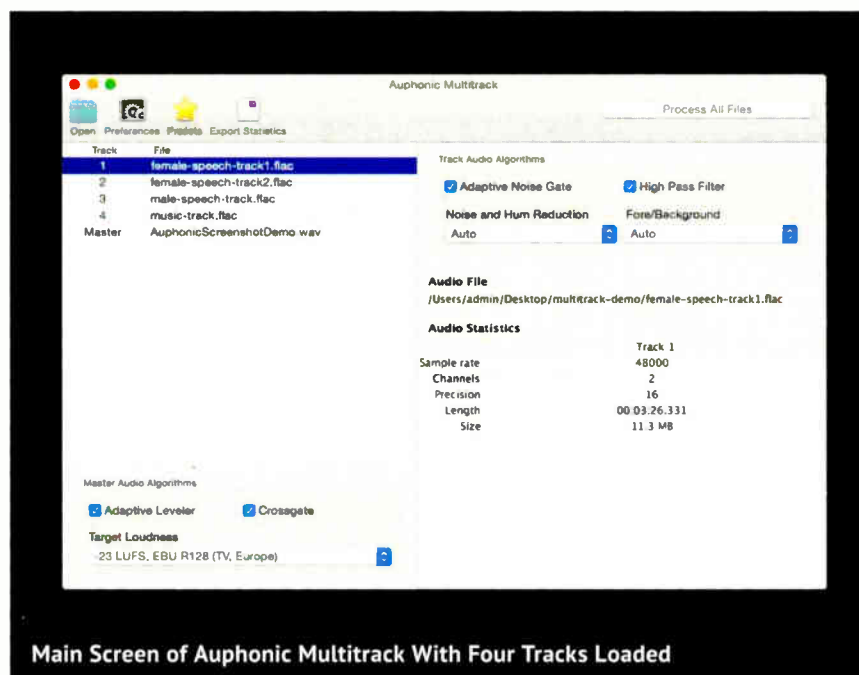 Auphonic Multitrack
Process All Files
Open Preferences Presets Export Statistics
Track File
1 female-speech-track1.flac
2 female-speech-track2.flac
3 male-speech-track.flac
4 music-track.flac
Master AuphonicScreenshotDemo.wav
Track Audio Algorithms
Adaptive Noise Gate High Pass Filter
Noise and Hum Reduction Fore/Background
Auto Auto
Audio File
/Users/admin/Desktop/multitrack-demo/female-speech-track1.flac
Audio Statistics
Track 1
Sample rate 48000
Channels 2
Precision 16
Length 00:03:26.331
Size 11.3 MB
Master Audio Algorithms
Adaptive Leveler Crossgate
Target Loudness
-23 LUFS, EBU R128 (TV, Europe)
Main Screen of Auphonic Multitrack With Four Tracks Loaded